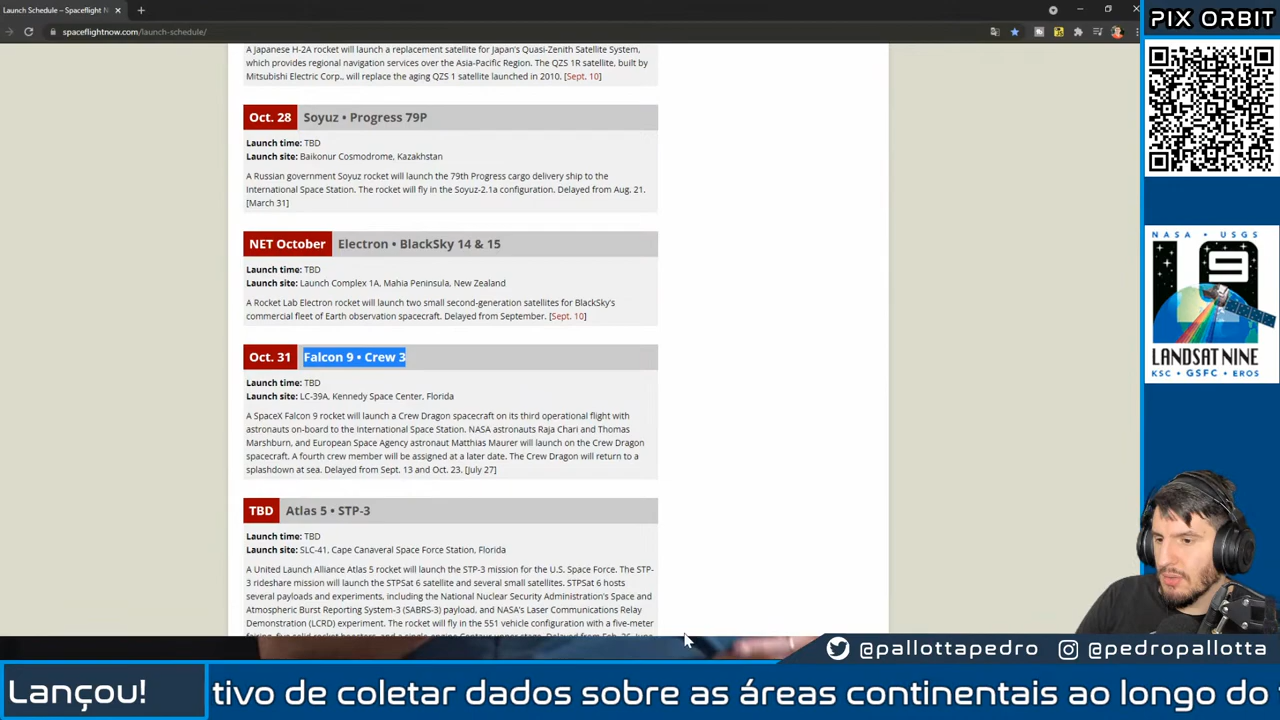 Launch Schedule – Spaceflight N
spaceflightnow.com/launch-schedule/
A Japanese H-2A rocket will launch a replacement satellite for Japan's Quasi-Zenith Satellite System,
which provides regional navigation services over the Asia-Pacific Region. The QZS 1R satellite, built by
Mitsubishi Electric Corp., will replace the aging QZS 1 satellite launched in 2010. [Sept. 10]
Oct. 28 Soyuz • Progress 79P
Launch time: TBD
Launch site: Baikonur Cosmodrome, Kazakhstan
A Russian government Soyuz rocket will launch the 79th Progress cargo delivery ship to the
International Space Station. The rocket will fly in the Soyuz-2.1a configuration. Delayed from Aug. 21.
[March 31]
NET October Electron • BlackSky 14 & 15
Launch time: TBD
Launch site: Launch Complex 1A, Mahia Peninsula, New Zealand
A Rocket Lab Electron rocket will launch two small second-generation satellites for BlackSky's
commercial fleet of Earth observation spacecraft. Delayed from September. [Sept. 10]
Oct. 31 Falcon 9 • Crew 3
Launch time: TBD
Launch site: LC-39A, Kennedy Space Center, Florida
A SpaceX Falcon 9 rocket will launch a Crew Dragon spacecraft on its third operational flight with
astronauts on-board to the International Space Station. NASA astronauts Raja Chari and Thomas
Marshburn, and European Space Agency astronaut Matthias Maurer will launch on the Crew Dragon
spacecraft. A fourth crew member will be assigned at a later date. The Crew Dragon will return to a
splashdown at sea. Delayed from Sept. 13 and Oct. 23. [July 27]
TBD Atlas 5 • STP-3
Launch time: TBD
Launch site: SLC-41, Cape Canaveral Space Force Station, Florida
A United Launch Alliance Atlas 5 rocket will launch the STP-3 mission for the U.S. Space Force. The STP-
3 rideshare mission will launch the STPSat 6 satellite and several small satellites. STPSat 6 hosts
several payloads and experiments, including the National Nuclear Security Administration's Space and
Atmospheric Burst Reporting System-3 (SABRS-3) payload, and NASA's Laser Communications Relay
Demonstration (LCRD) experiment. The rocket will fly in the 551 vehicle configuration with a five-meter
PIX ORBIT
NASA • USGS
L9
LANDSAT NINE
KSC • GSFC • EROS
@pallottapedro @pedropallotta
Lançou! tivo de coletar dados sobre as áreas continentais ao longo do